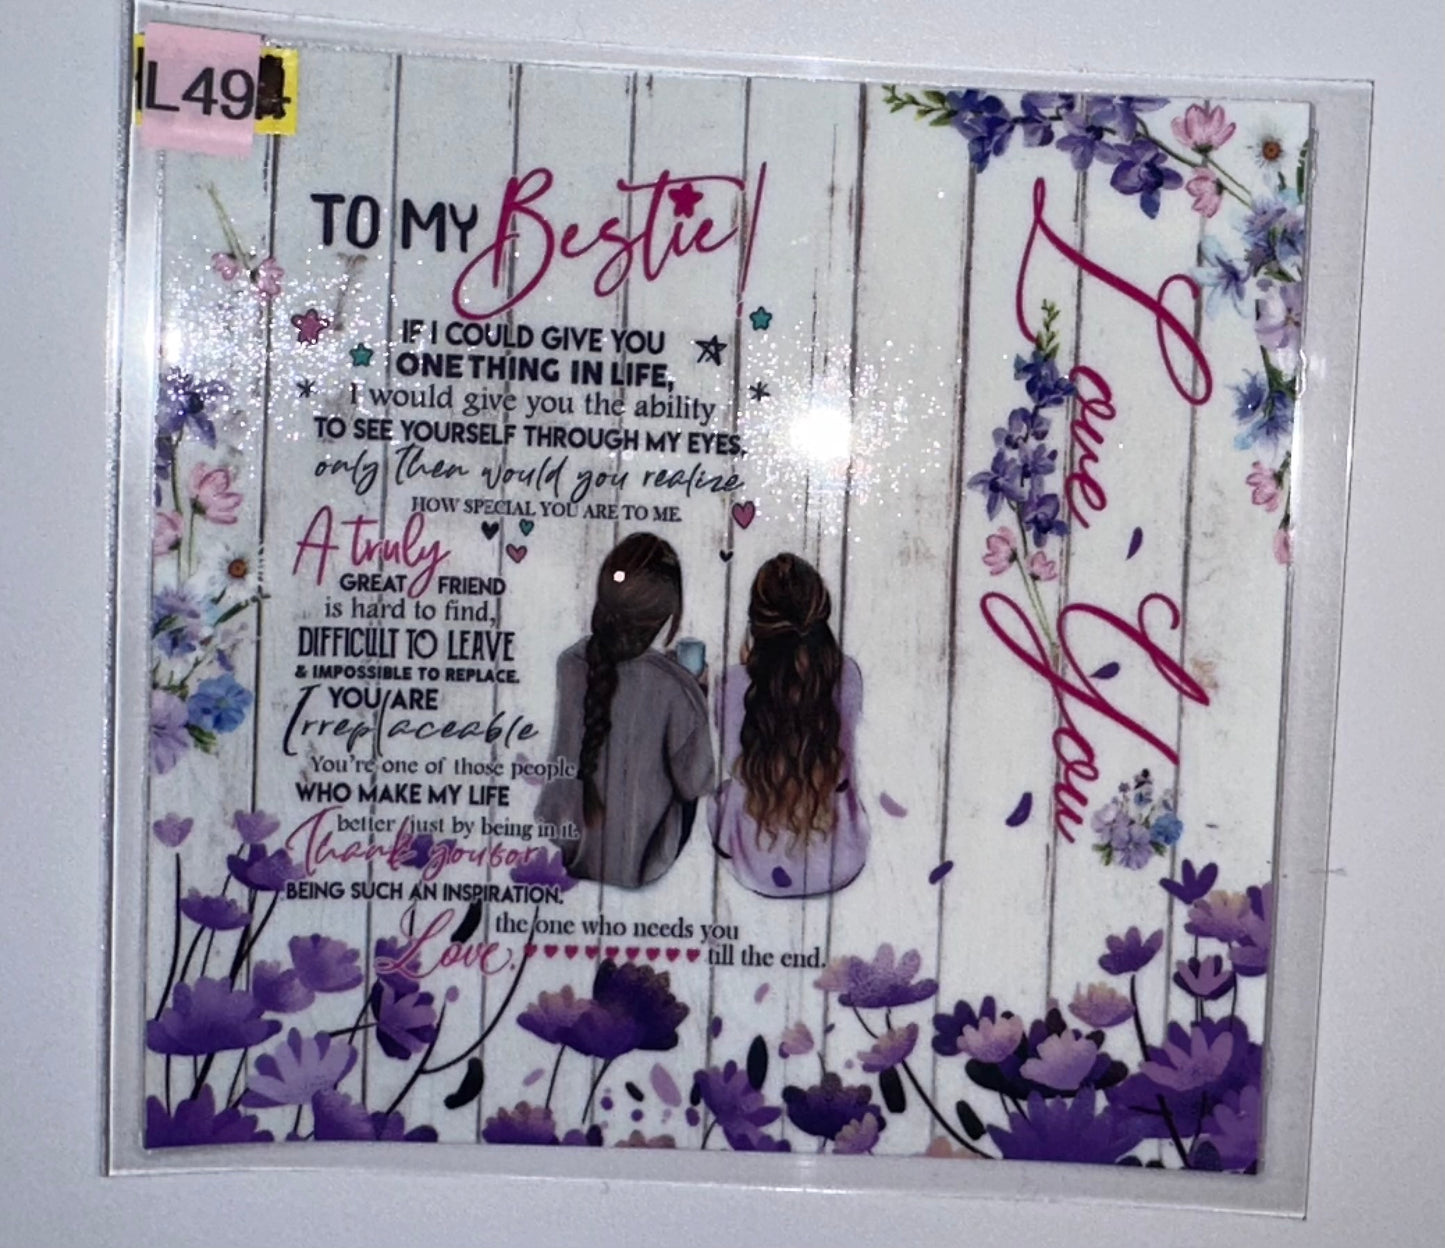 L49
TO MY Bestie!
IF I COULD GIVE YOU
ONE THING IN LIFE,
I would give you the ability
TO SEE YOURSELF THROUGH MY EYES,
only then would you realize
HOW SPECIAL YOU ARE TO ME.
A truly
GREAT FRIEND
is hard to find,
DIFFICULT TO LEAVE
& IMPOSSIBLE TO REPLACE.
YOU ARE
Irreplaceable
You're one of those people
WHO MAKE MY LIFE
better just by being in it.
Thank you for
BEING SUCH AN INSPIRATION.
the one who needs you
Love. till the end.
Love You